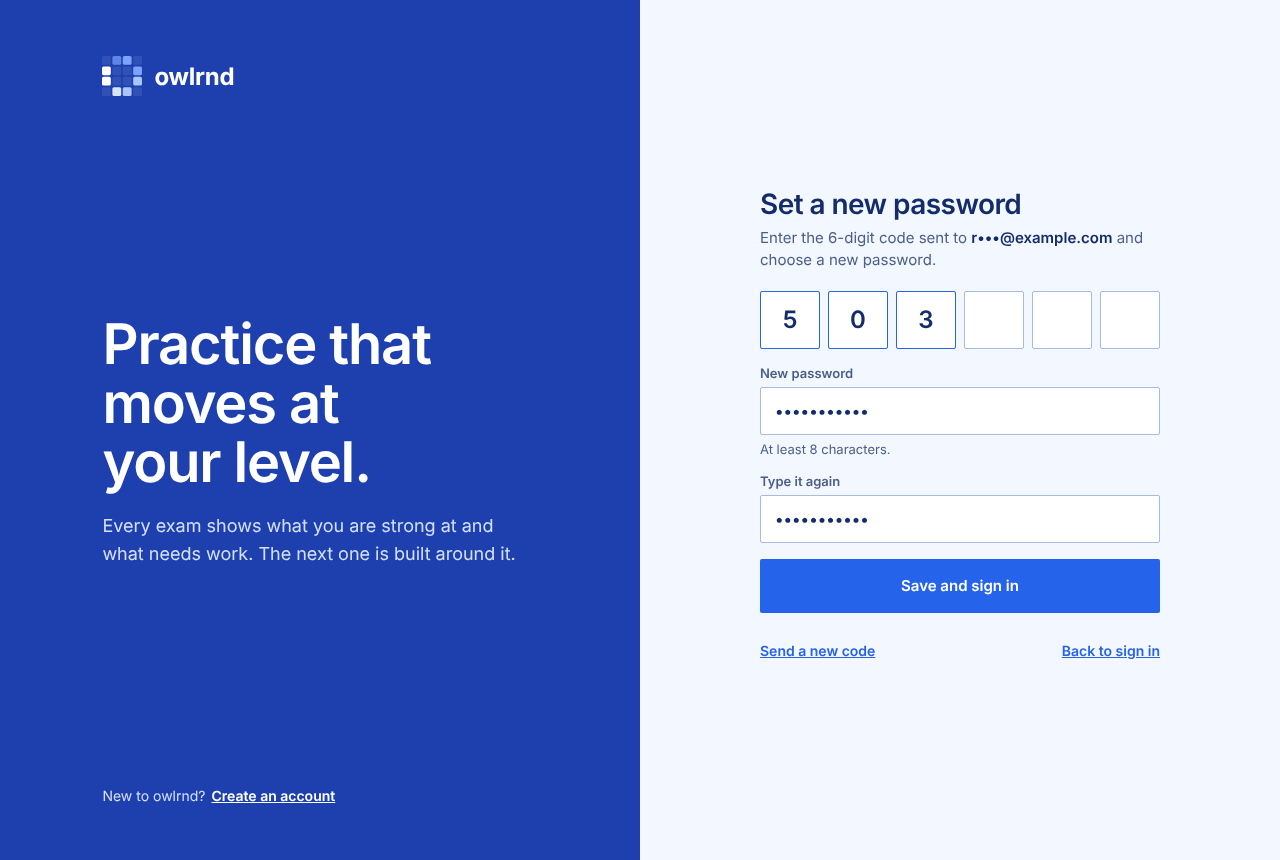 owlrnd
Practice that
moves at
your level.
Every exam shows what you are strong at and
what needs work. The next one is built around it.
New to owlrnd? Create an account
Set a new password
Enter the 6-digit code sent to r•••@example.com and
choose a new password.
5 0 3
New password
•••••••••••
At least 8 characters.
Type it again
•••••••••••
Save and sign in
Send a new code
Back to sign in